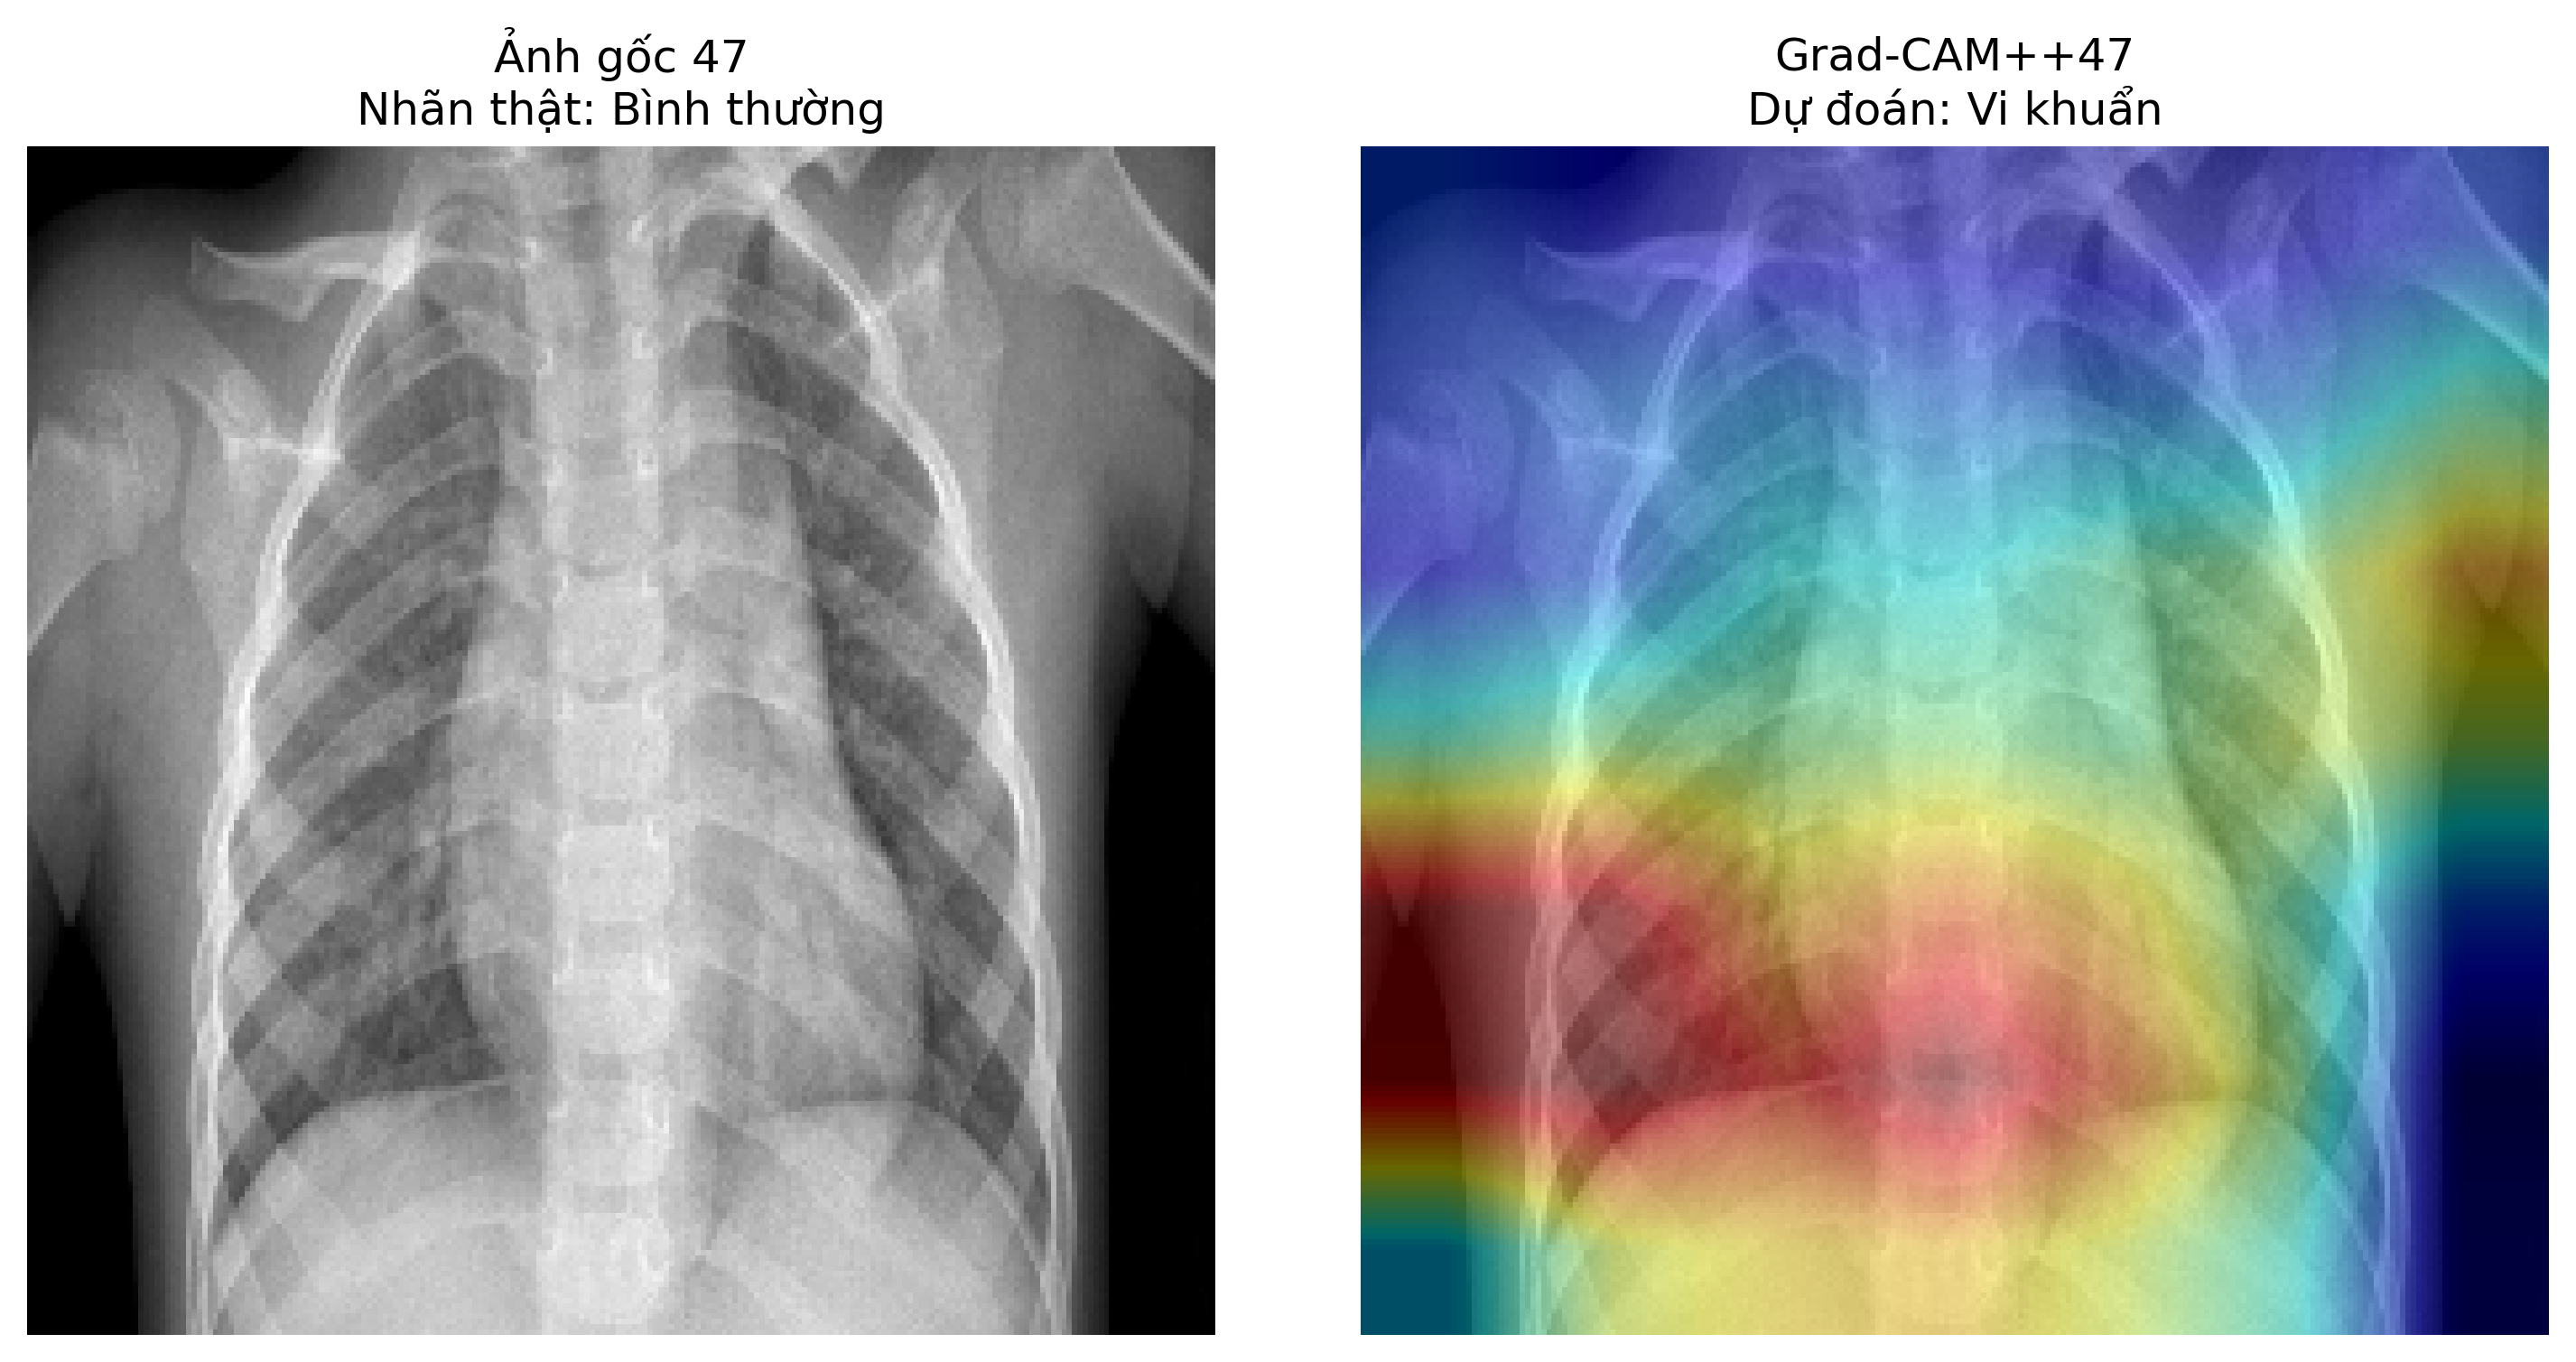 Ảnh gốc 47
Nhãn thật: Bình thường
Grad-CAM++47
Dự đoán: Vi khuẩn